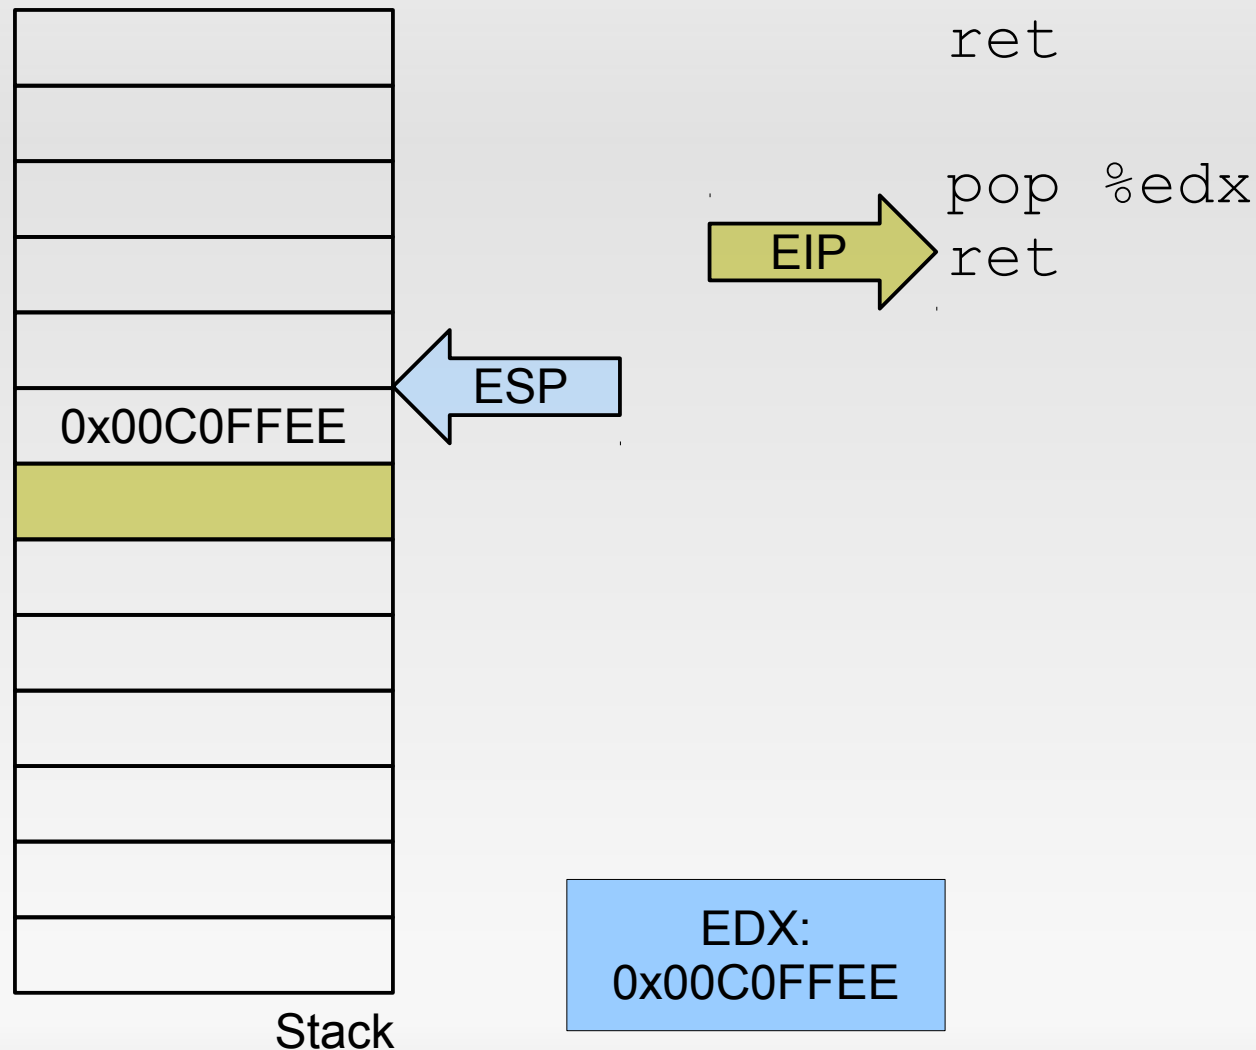 ret
pop %edx
EIP
ret
ESP
0x00C0FFEE
EDX:
0x00C0FFEE
Stack